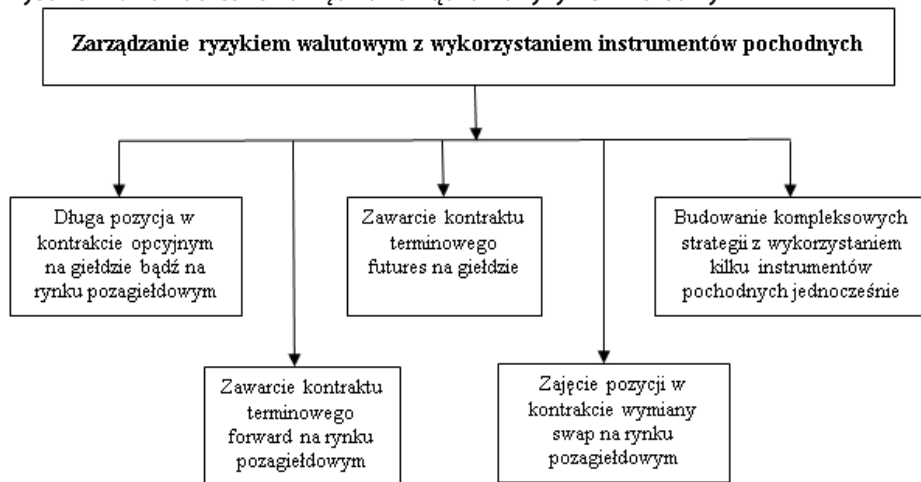 Zarządzanie ryzykiem walutowym z wykorzystaniem instrumentów pochodnych
Długa pozycja w
kontrakcie opcyjnym
na giełdzie bądź na
rynku pozagiełdowym
Zawarcie kontraktu
terminowego
futures na giełdzie
Budowanie kompleksowych
strategii z wykorzystaniem
kilku instrumentów
pochodnych jednocześnie
Zawarcie kontraktu
terminowego
forward na rynku
pozagiełdowym
Zajęcie pozycji w
kontrakcie wymiany
swap na rynku
pozagiełdowym